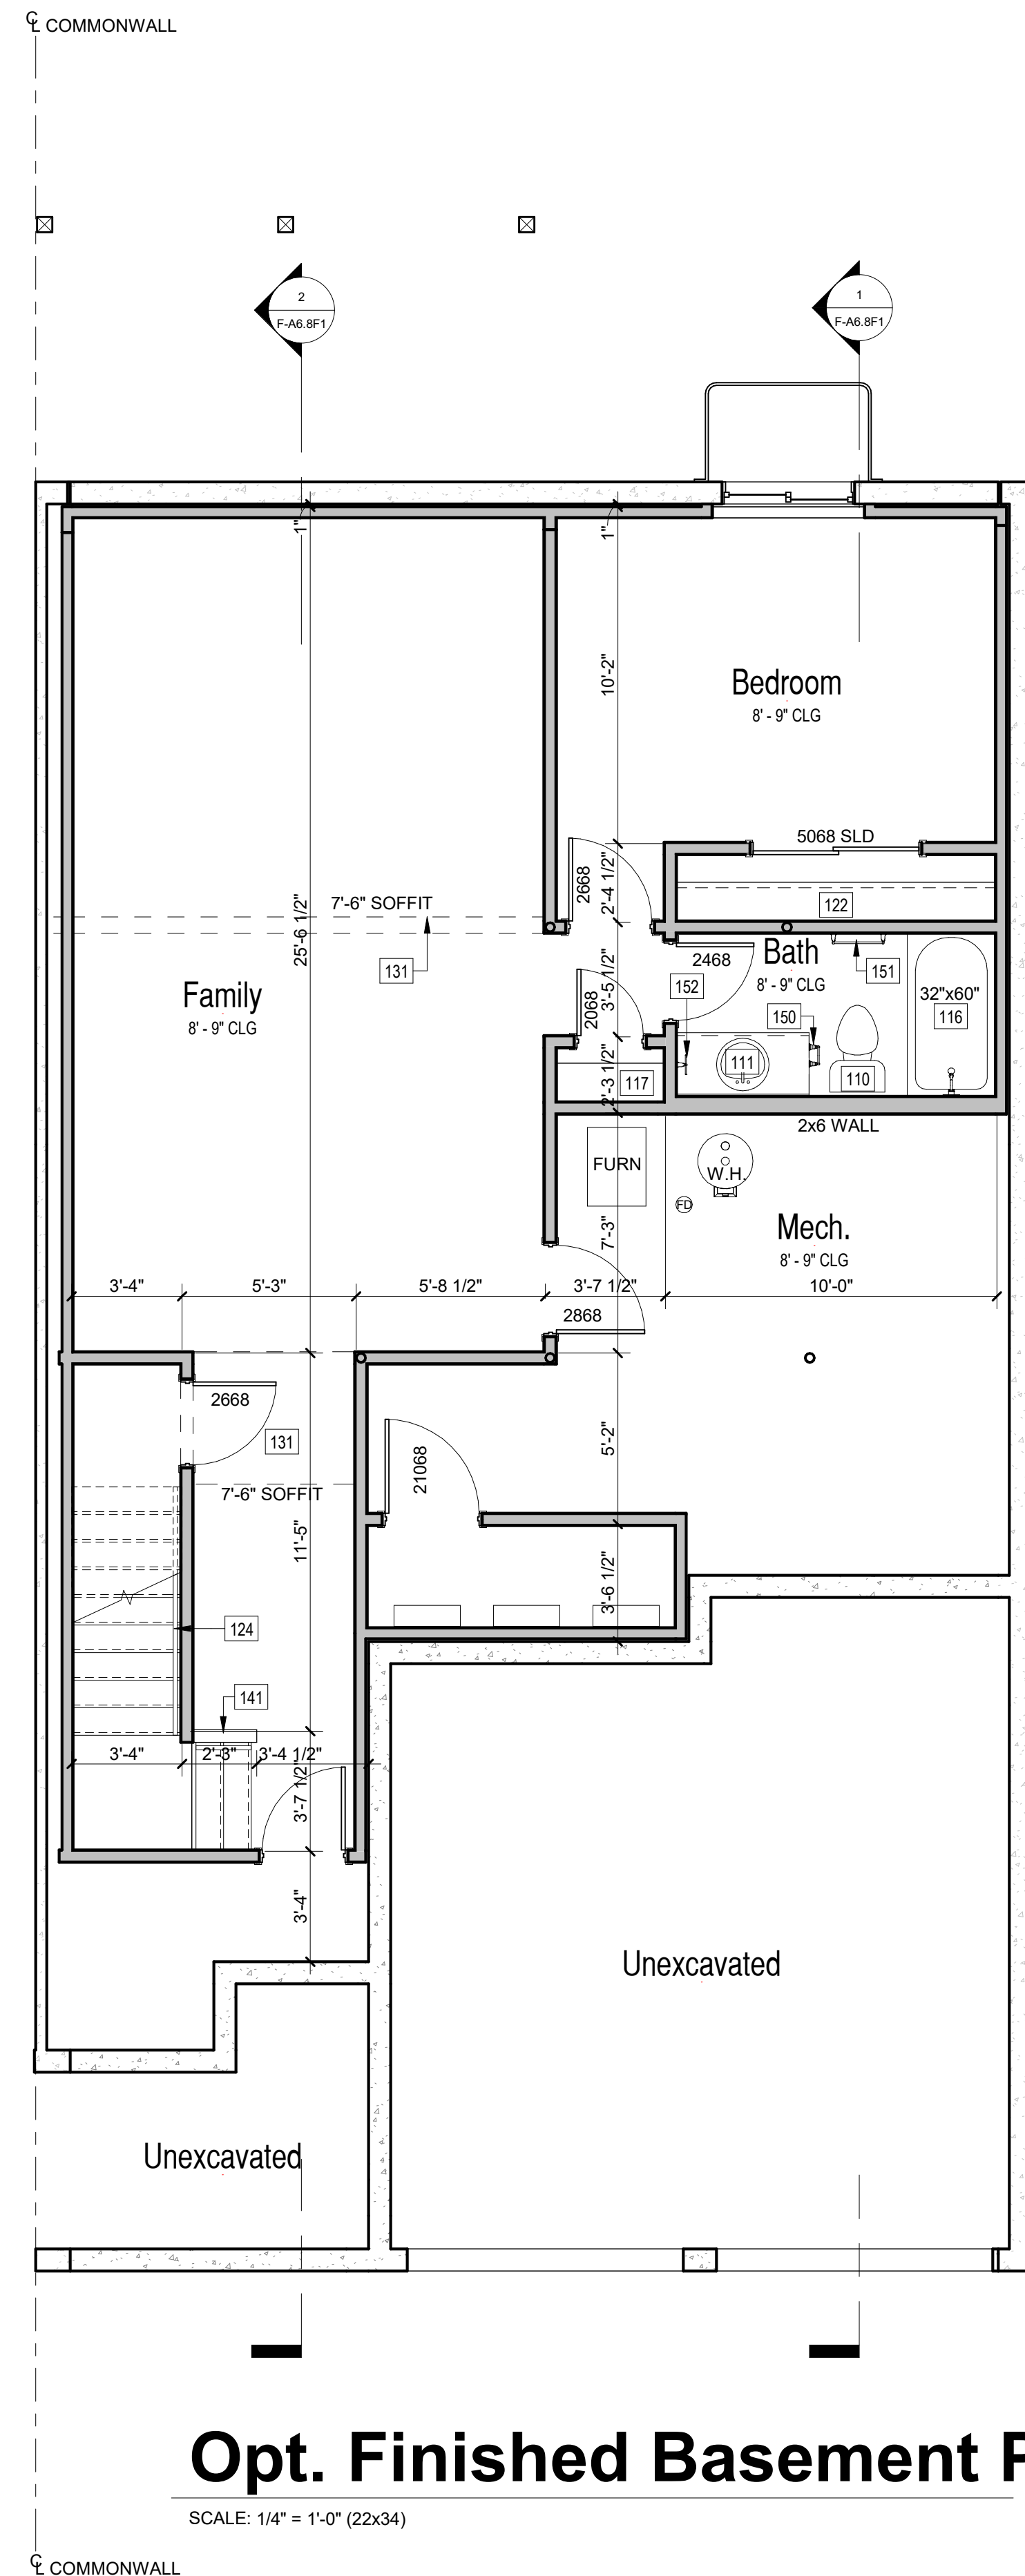 ℄ COMMONWALL
2
F-A6.8F1
1
F-A6.8F1
1"
1"
10'-2"
Bedroom
8' - 9" CLG
5068 SLD
2668
2'-4 1/2"
122
7'-6" SOFFIT
25'-6 1/2"
131
Family
8' - 9" CLG
2468
Bath
8' - 9" CLG
151
152
150
32"x60"
116
2068
3'-5 1/2"
111
110
117
2'-3 1/2"
2x6 WALL
FURN
W.H.
FD
7'-3"
Mech.
8' - 9" CLG
3'-4"
5'-3"
5'-8 1/2"
3'-7 1/2"
10'-0"
2868
2668
131
21068
5'-2"
7'-6" SOFFIT
11'-5"
3'-6 1/2"
124
141
3'-4"
2'-3"
3'-4 1/2"
3'-7 1/2"
3'-4"
Unexcavated
Unexcavated
Opt. Finished Basement P
SCALE: 1/4" = 1'-0" (22x34)
℄ COMMONWALL